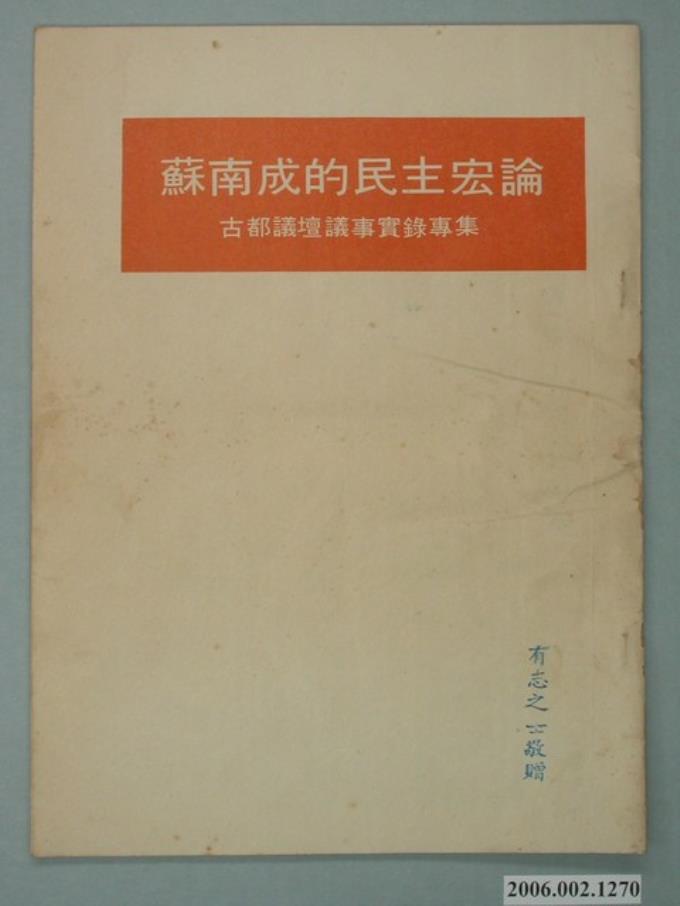 蘇南成的民主宏論
古都議壇議事實錄專集
有志之士敬贈
2006.002.1270